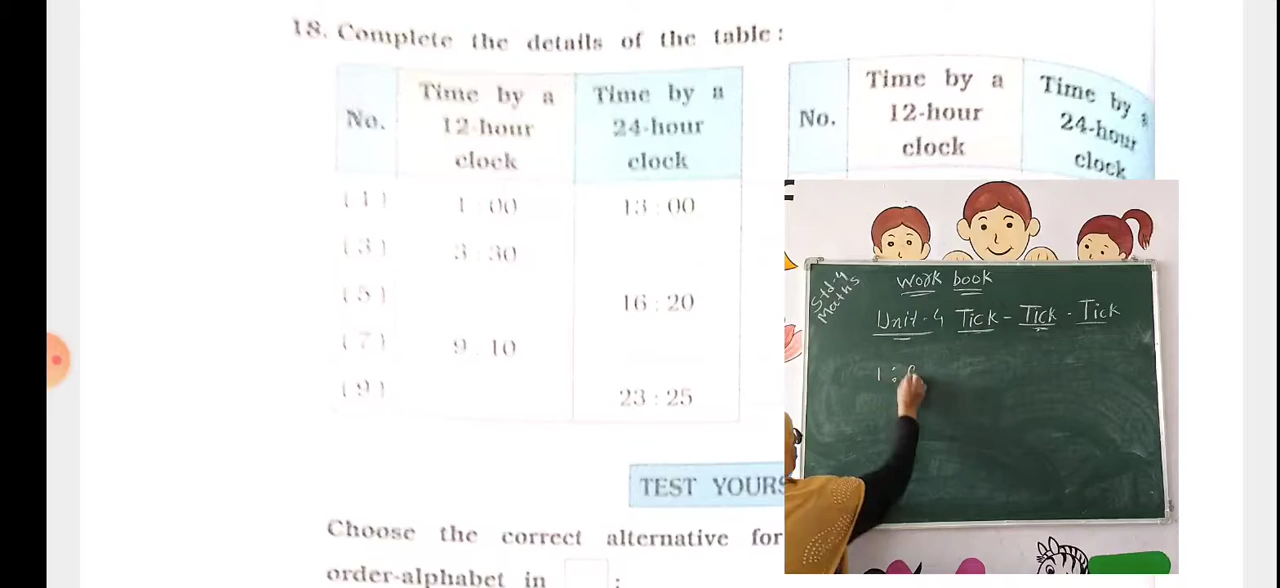 18. Complete the details of the table :
No. Time by a 12-hour clock Time by a 24-hour clock
(1) 1 : 00 13 : 00
(3) 3 : 30
(5) 16 : 20
(7) 9 : 10
(9) 23 : 25
No. Time by a 12-hour clock Time by a 24-hour clock
TEST YOURS
Choose the correct alternative for
order-alphabet in :
Std-4
Maths
Work book
Unit-4 Tick - Tick - Tick
1 :